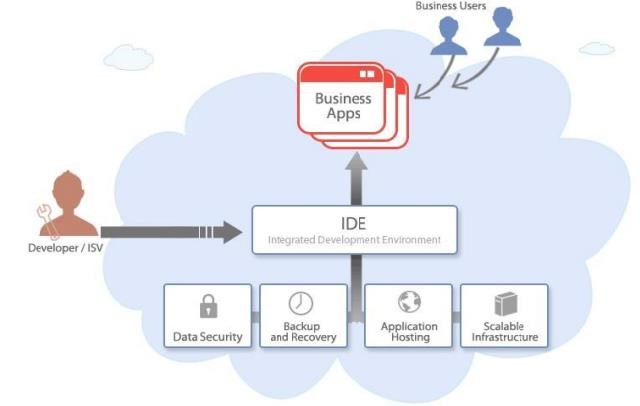 Business Users
Business
Apps
IDE
Integrated Development Environment
Developer / ISV
Data Security
Backup
and Recovery
Application
Hosting
Scalable
Infrastructure